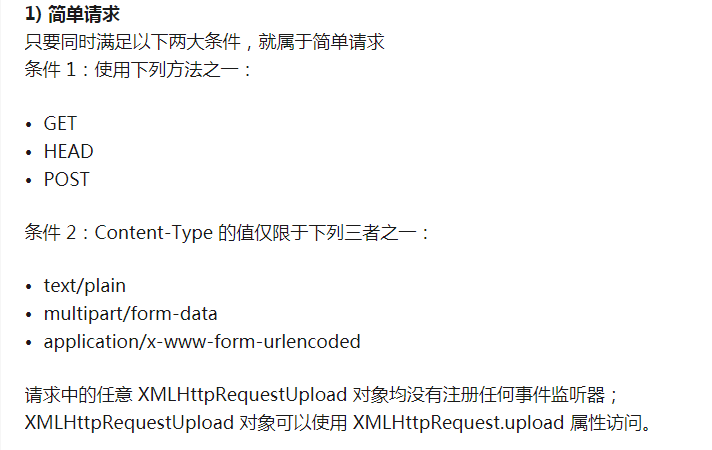 1) 简单请求
只要同时满足以下两大条件，就属于简单请求
条件 1：使用下列方法之一：
• GET
• HEAD
• POST
条件 2：Content-Type 的值仅限于下列三者之一：
• text/plain
• multipart/form-data
• application/x-www-form-urlencoded
请求中的任意 XMLHttpRequestUpload 对象均没有注册任何事件监听器；
XMLHttpRequestUpload 对象可以使用 XMLHttpRequest.upload 属性访问。